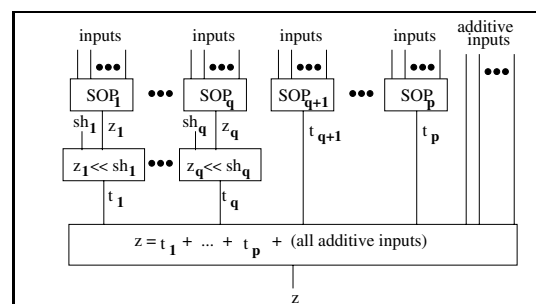 inputs inputs inputs inputs additive inputs
SOP1 SOPq SOPq+1 SOPp
sh1 z1 shq zq tq+1 tp
z1<< sh1 zq<< shq
t1 tq
z = t1 + ... + tp + (all additive inputs)
z